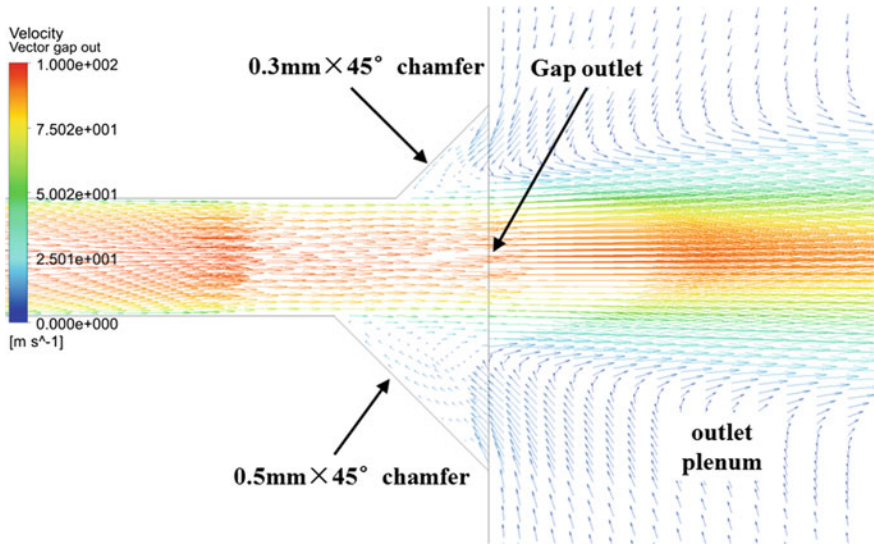 Velocity
Vector gap out
1.000e+002
7.502e+001
5.002e+001
2.501e+001
0.000e+000
[m s^-1]
0.3mm×45° chamfer
Gap outlet
0.5mm×45° chamfer
outlet
plenum